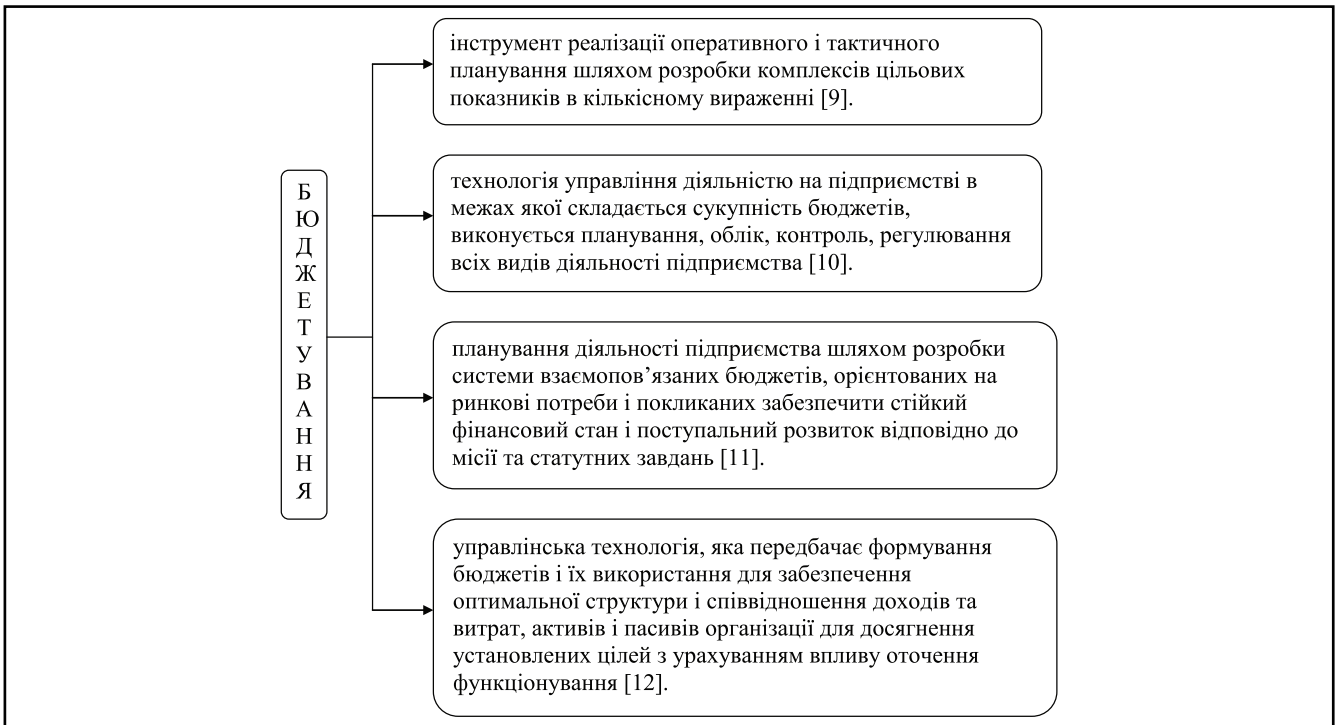 БЮДЖЕТУВАННЯ
інструмент реалізації оперативного і тактичного
планування шляхом розробки комплексів цільових
показників в кількісному вираженні [9].
технологія управління діяльністю на підприємстві в
межах якої складається сукупність бюджетів,
виконується планування, облік, контроль, регулювання
всіх видів діяльності підприємства [10].
планування діяльності підприємства шляхом розробки
системи взаємопов’язаних бюджетів, орієнтованих на
ринкові потреби і покликаних забезпечити стійкий
фінансовий стан і поступальний розвиток відповідно до
місії та статутних завдань [11].
управлінська технологія, яка передбачає формування
бюджетів і їх використання для забезпечення
оптимальної структури і співвідношення доходів та
витрат, активів і пасивів організації для досягнення
установлених цілей з урахуванням впливу оточення
функціонування [12].